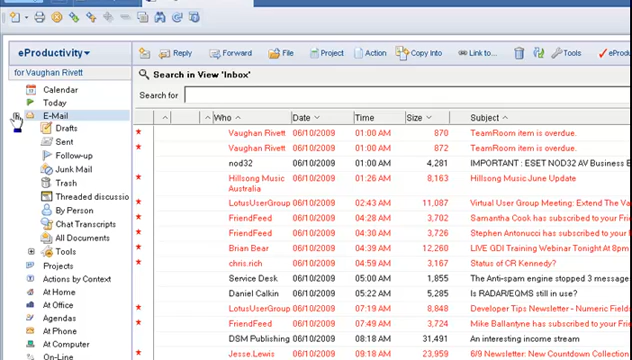 eProductivity
for Vaughan Rivett
Calendar
Today
E-Mail
Drafts
Sent
Follow-up
Junk Mail
Trash
Threaded discussio
By Person
Chat Transcripts
All Documents
Tools
Projects
Actions by Context
At Home
At Office
Agendas
At Phone
At Computer
On-Line
Reply Forward File Project Action Copy Into Link to... Tools eProdu
Search in View 'Inbox'
Search for
Who Date Time Size Subject
Vaughan Rivett 06/10/2009 01:00 AM 870 TeamRoom item is overdue.
Vaughan Rivett 06/10/2009 01:00 AM 872 TeamRoom item is overdue.
nod32 06/10/2009 01:00 AM 4,281 IMPORTANT : ESET NOD32 AV Business E
Hillsong Music Australia 06/10/2009 01:26 AM 8,163 Hillsong Music June Update
LotusUserGroup 06/10/2009 02:43 AM 11,087 Virtual User Group Meeting: Extend The Va
FriendFeed 06/10/2009 04:28 AM 3,702 Samantha Cook has subscribed to your Fri
FriendFeed 06/10/2009 04:30 AM 3,726 Stephen Antonucci has subscribed to your
Brian Bear 06/10/2009 04:39 AM 12,260 LIVE GDI Training Webinar Tonight at 8pm
chris.rich 06/10/2009 04:56 AM 3,167 Status of CR Kennedy?
Service Desk 06/10/2009 05:00 AM 1,855 The Anti-spam engine stopped 3 message
Daniel Calkin 06/10/2009 05:22 AM 5,285 Is RADAR/EQMS still in use?
LotusUserGroup 06/10/2009 07:19 AM 8,848 Developer Tips Newsletter - Numeric Field
FriendFeed 06/10/2009 07:49 AM 3,724 Mike Ballantyne has subscribed to your Fri
DSM Publishing 06/10/2009 08:18 AM 31,491 An interesting income stream
Jesse Lewis 06/10/2009 09:18 AM 23,959 6/9 Newsletter: New Countdown Collection